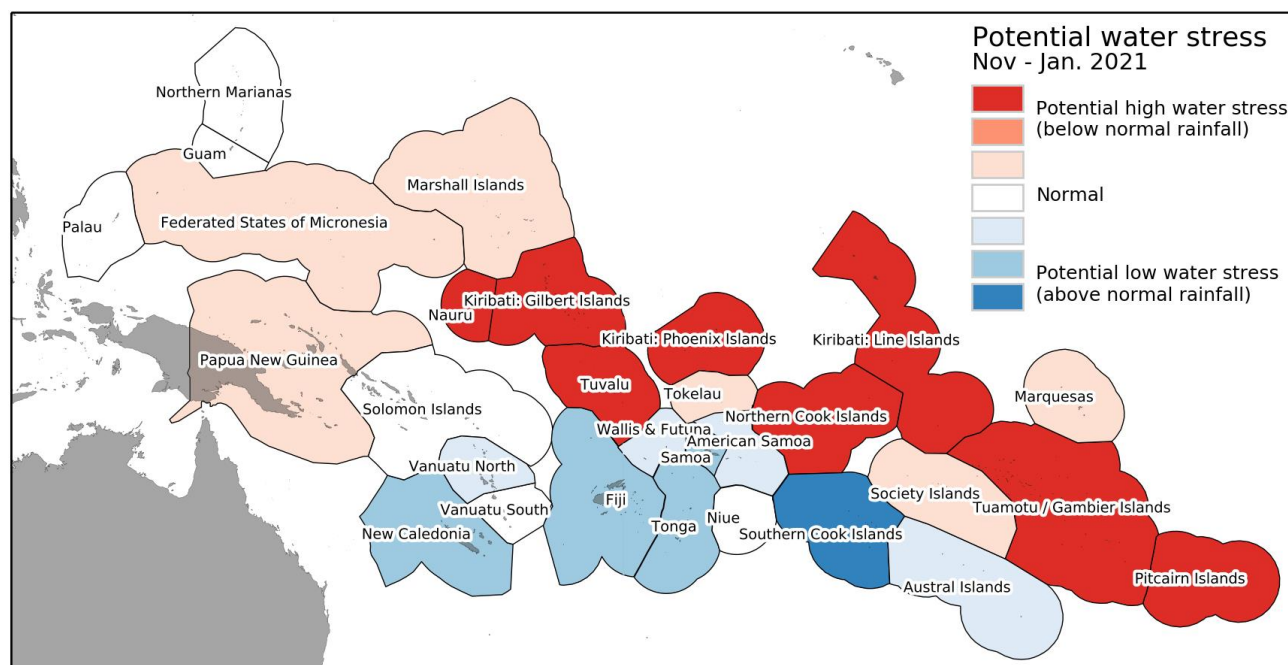 Potential water stress
Nov - Jan. 2021
Potential high water stress
(below normal rainfall)
Normal
Potential low water stress
(above normal rainfall)
Northern Marianas
Guam
Marshall Islands
Palau
Federated States of Micronesia
Nauru
Kiribati: Gilbert Islands
Kiribati: Phoenix Islands
Kiribati: Line Islands
Papua New Guinea
Tuvalu
Tokelau
Marquesas
Solomon Islands
Northern Cook Islands
Wallis & Futuna
American Samoa
Samoa
Vanuatu North
Society Islands
Fiji
Vanuatu South
Tuamotu / Gambier Islands
Niue
Tonga
New Caledonia
Southern Cook Islands
Pitcairn Islands
Austral Islands